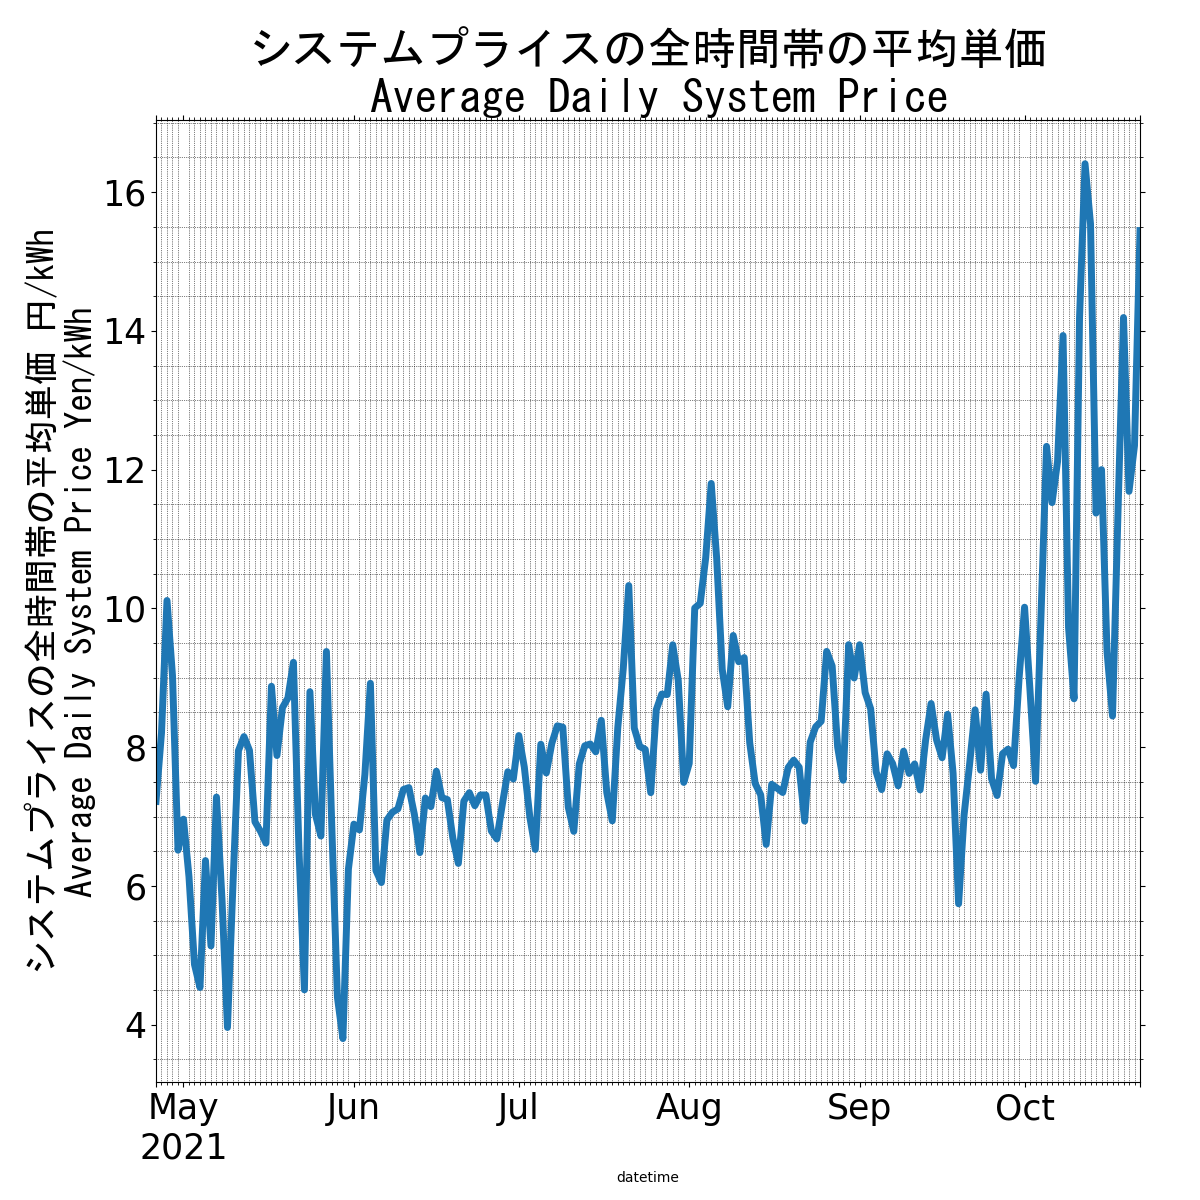 システムプライスの全時間帯の平均単価
Average Daily System Price
システムプライスの全時間帯の平均単価 円/kWh
Average Daily System Price Yen/kWh
16
14
12
10
8
6
4
May
2021
Jun
Jul
Aug
Sep
Oct
datetime